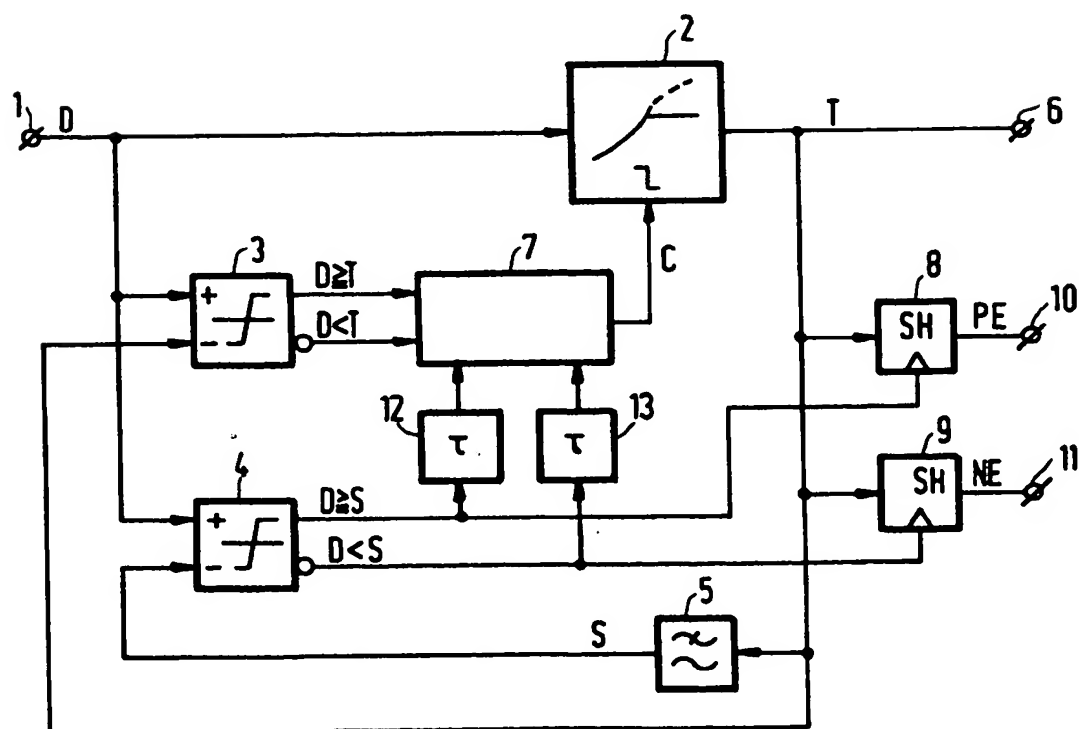 2
1 D T 6
C
3 D≧T 7 8
+ SH PE 10
D<T
-
12 τ τ 13
9
4 D≧S SH NE 11
+
D<S
-
5
S